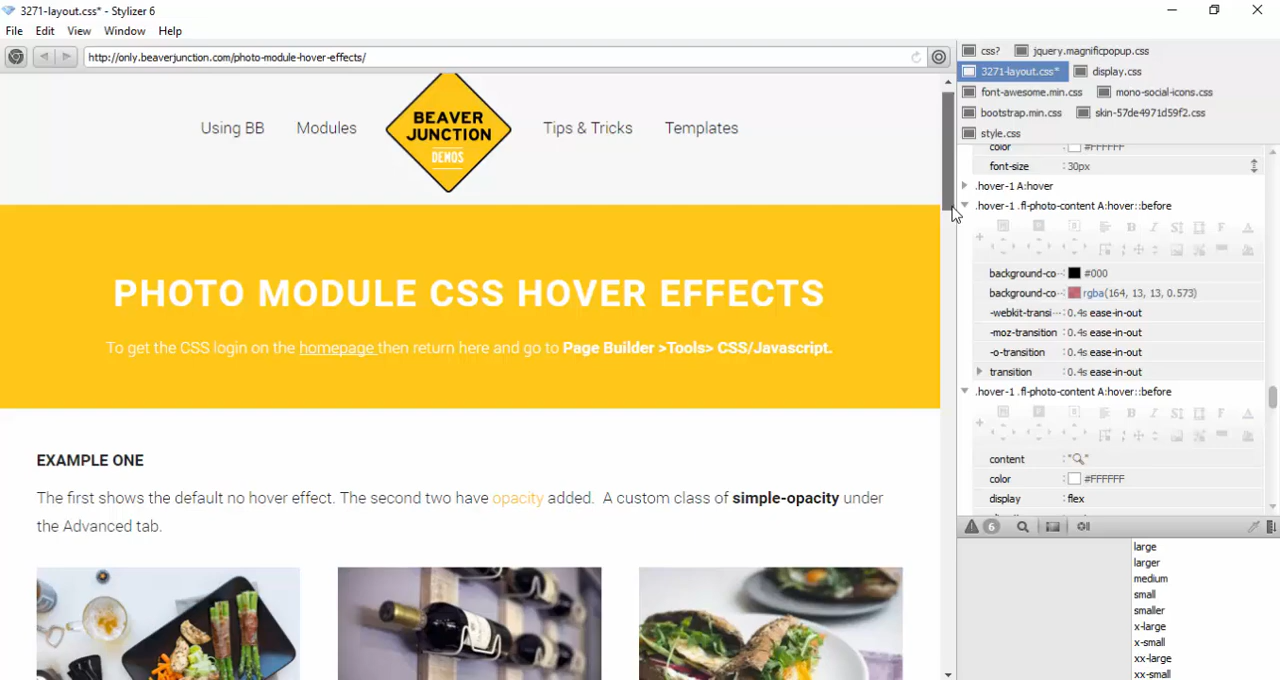 3271-layout.css* - Stylizer 6
File Edit View Window Help
http://only.beaverjunction.com/photo-module-hover-effects/
css? jquery.magnificpopup.css
3271-layout.css* display.css
font-awesome.min.css mono-social-icons.css
bootstrap.min.css skin-57de4971d59f2.css
style.css
Using BB Modules
BEAVER
JUNCTION
DEMOS
Tips & Tricks Templates
PHOTO MODULE CSS HOVER EFFECTS
To get the CSS login on the homepage then return here and go to Page Builder >Tools> CSS/Javascript.
EXAMPLE ONE
The first shows the default no hover effect. The second two have opacity added. A custom class of simple-opacity under
the Advanced tab.
color #FFFFFF
font-size : 30px
.hover-1 A:hover
.hover-1 .fl-photo-content A:hover::before
background-co... #000
background-co... rgba(164, 13, 13, 0.573)
-webkit-transi... : 0.4s ease-in-out
-moz-transition : 0.4s ease-in-out
-o-transition : 0.4s ease-in-out
transition : 0.4s ease-in-out
.hover-1 .fl-photo-content A:hover::before
content : "🔍"
color : #FFFFFF
display : flex
6
large
larger
medium
small
smaller
x-large
x-small
xx-large
xx-small